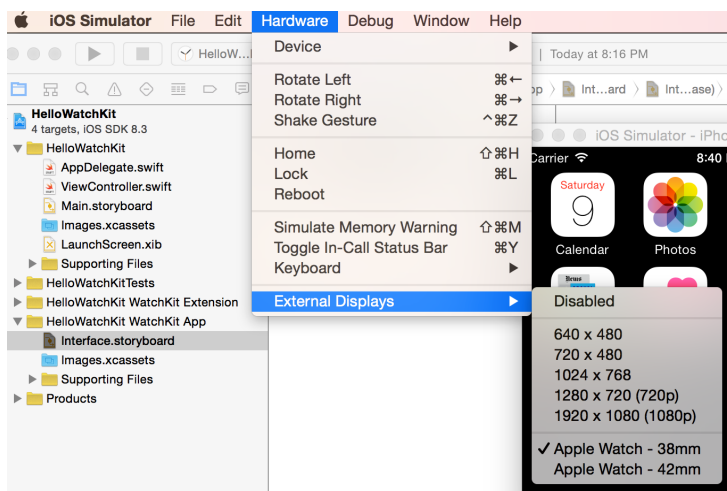 iOS Simulator File Edit Hardware Debug Window Help
HelloW...
Today at 8:16 PM
Device
Rotate Left ⌘←
Rotate Right ⌘→
Shake Gesture ^⌘Z
Home ⇧⌘H
Lock ⌘L
Reboot
Simulate Memory Warning ⇧⌘M
Toggle In-Call Status Bar ⌘Y
Keyboard
External Displays
Disabled
640 x 480
720 x 480
1024 x 768
1280 x 720 (720p)
1920 x 1080 (1080p)
✓ Apple Watch - 38mm
Apple Watch - 42mm
HelloWatchKit
4 targets, iOS SDK 8.3
HelloWatchKit
AppDelegate.swift
ViewController.swift
Main.storyboard
Images.xcassets
LaunchScreen.xib
Supporting Files
HelloWatchKitTests
HelloWatchKit WatchKit Extension
HelloWatchKit WatchKit App
Interface.storyboard
Images.xcassets
Supporting Files
Products
pp Int...ard Int...ase)
iOS Simulator - iPho
Carrier 8:40
Saturday
9
Calendar Photos
News